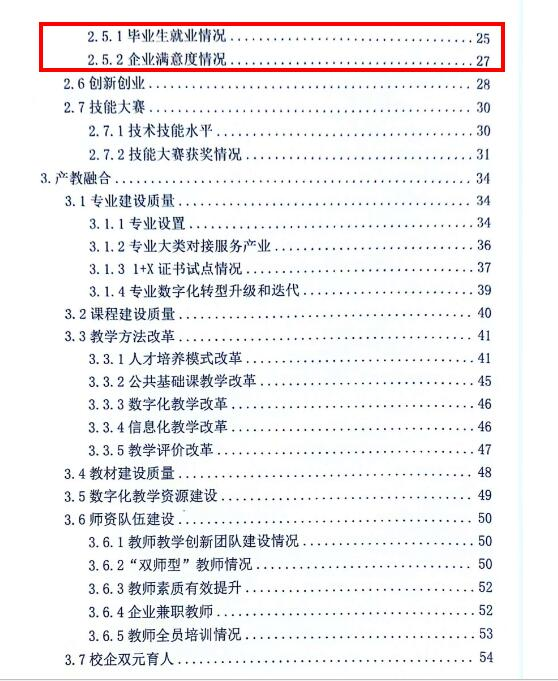 2.5.1 毕业生就业情况........................25
2.5.2 企业满意度情况........................27
2.6 创新创业........................28
2.7 技能大赛........................30
2.7.1 技术技能水平........................30
2.7.2 技能大赛获奖情况........................31
3.产教融合........................34
3.1 专业建设质量........................34
3.1.1 专业设置........................34
3.1.2 专业大类对接服务产业........................36
3.1.3 1+X 证书试点情况........................37
3.1.4 专业数字化转型升级和迭代........................39
3.2 课程建设质量........................40
3.3 教学方法改革........................41
3.3.1 人才培养模式改革........................41
3.3.2 公共基础课教学改革........................45
3.3.3 数字化教学改革........................46
3.3.4 信息化教学改革........................46
3.3.5 教学评价改革........................47
3.4 教材建设质量........................48
3.5 数字化教学资源建设........................49
3.6 师资队伍建设........................50
3.6.1 教师教学创新团队建设情况........................50
3.6.2“双师型”教师情况........................50
3.6.3 教师素质有效提升........................52
3.6.4 企业兼职教师........................52
3.6.5 教师全员培训情况........................53
3.7 校企双元育人........................54